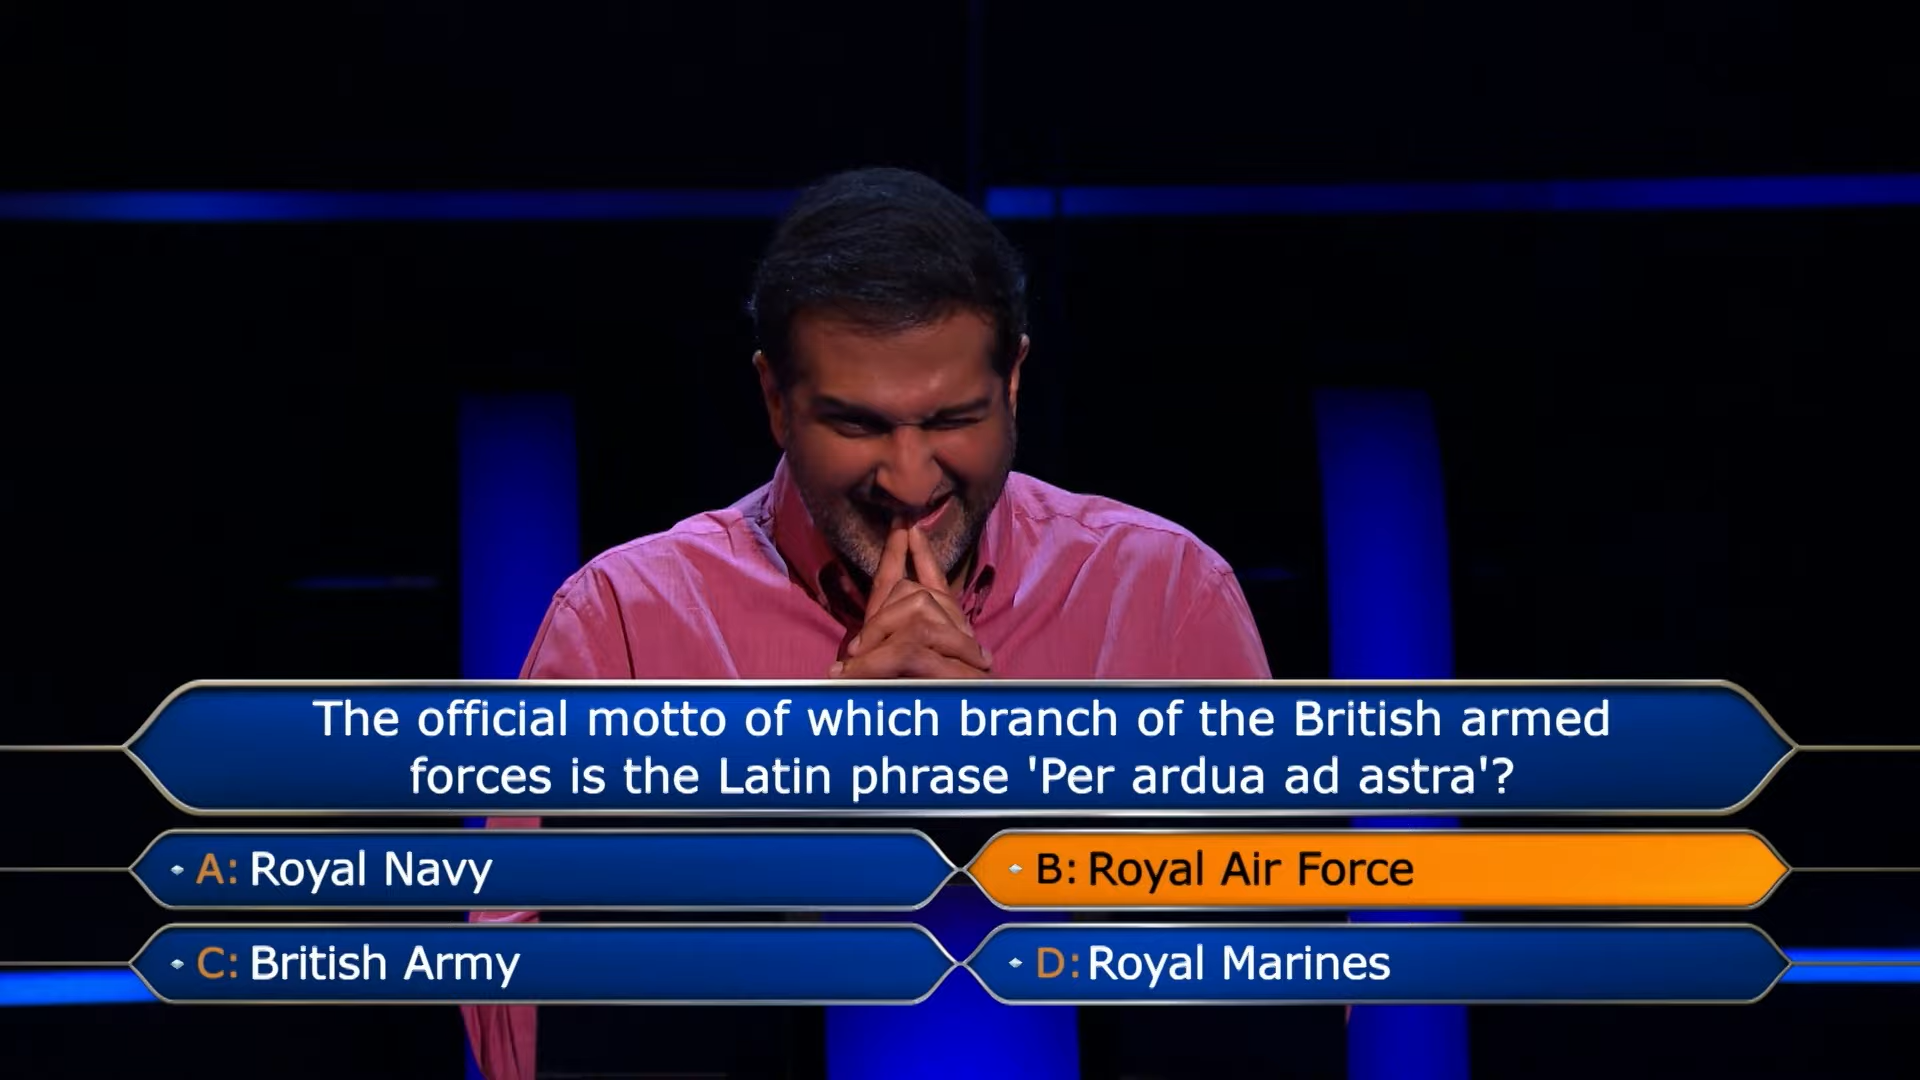 The official motto of which branch of the British armed
forces is the Latin phrase 'Per ardua ad astra'?
A: Royal Navy
B: Royal Air Force
C: British Army
D: Royal Marines